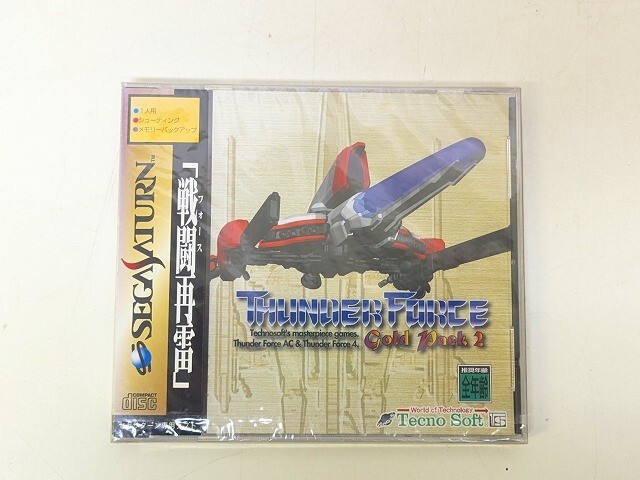 1人用
シューティング
メモリーバックアップ
SEGA SATURN™
「戦闘再雷」
フォース
COMPACT
DISC
THUNDER FORCE
Gold Pack 2
Technosoft's masterpiece games.
Thunder Force AC & Thunder Force 4.
推奨年齢
全年齢
World of Technology
Tecno Soft